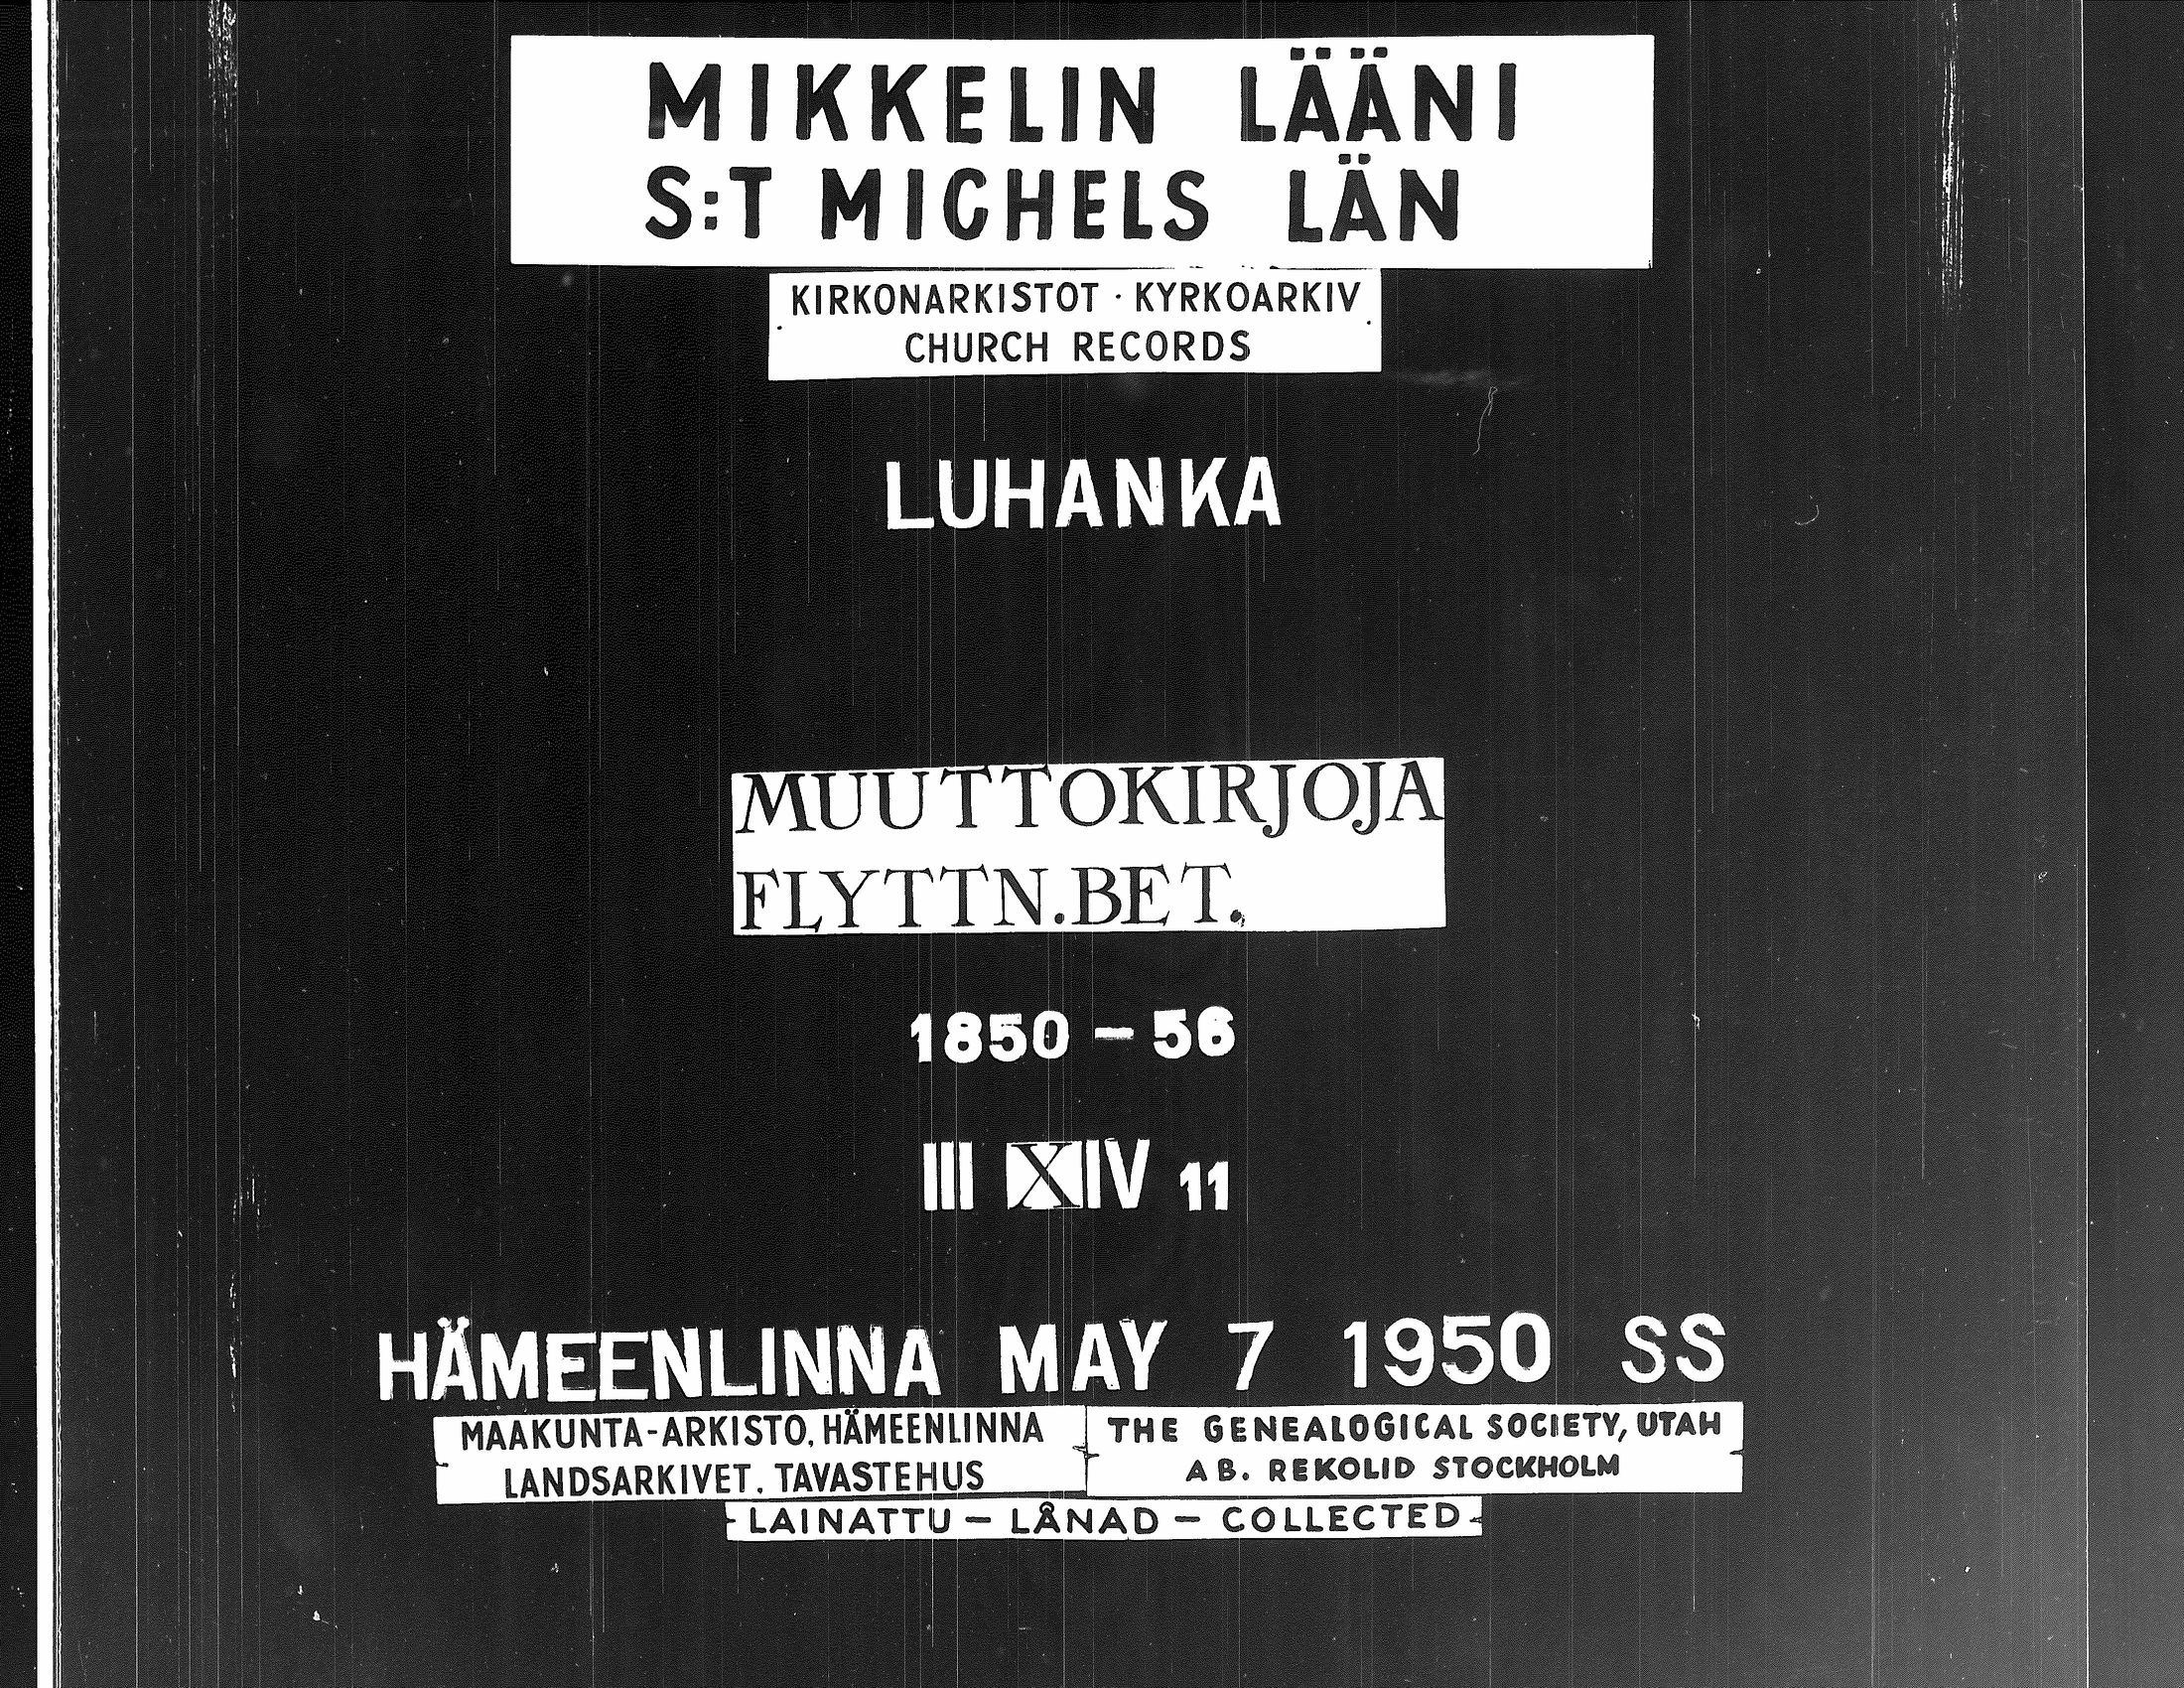 MIKKELIN LÄÄNI
S:T MICHELS LÄN
KIRKONARKISTOT · KYRKOARKIV
CHURCH RECORDS
LUHANKA
MUUTTOKIRJOJA
FLYTTN.BET.
1850 – 56
III XIV 11
HÄMEENLINNA MAY 7 1950 SS
MAAKUNTA-ARKISTO, HÄMEENLINNA
LANDSARKIVET. TAVASTEHUS
THE GENEALOGICAL SOCIETY, UTAH
AB. REKOLID STOCKHOLM
LAINATTU – LÅNAD – COLLECTED